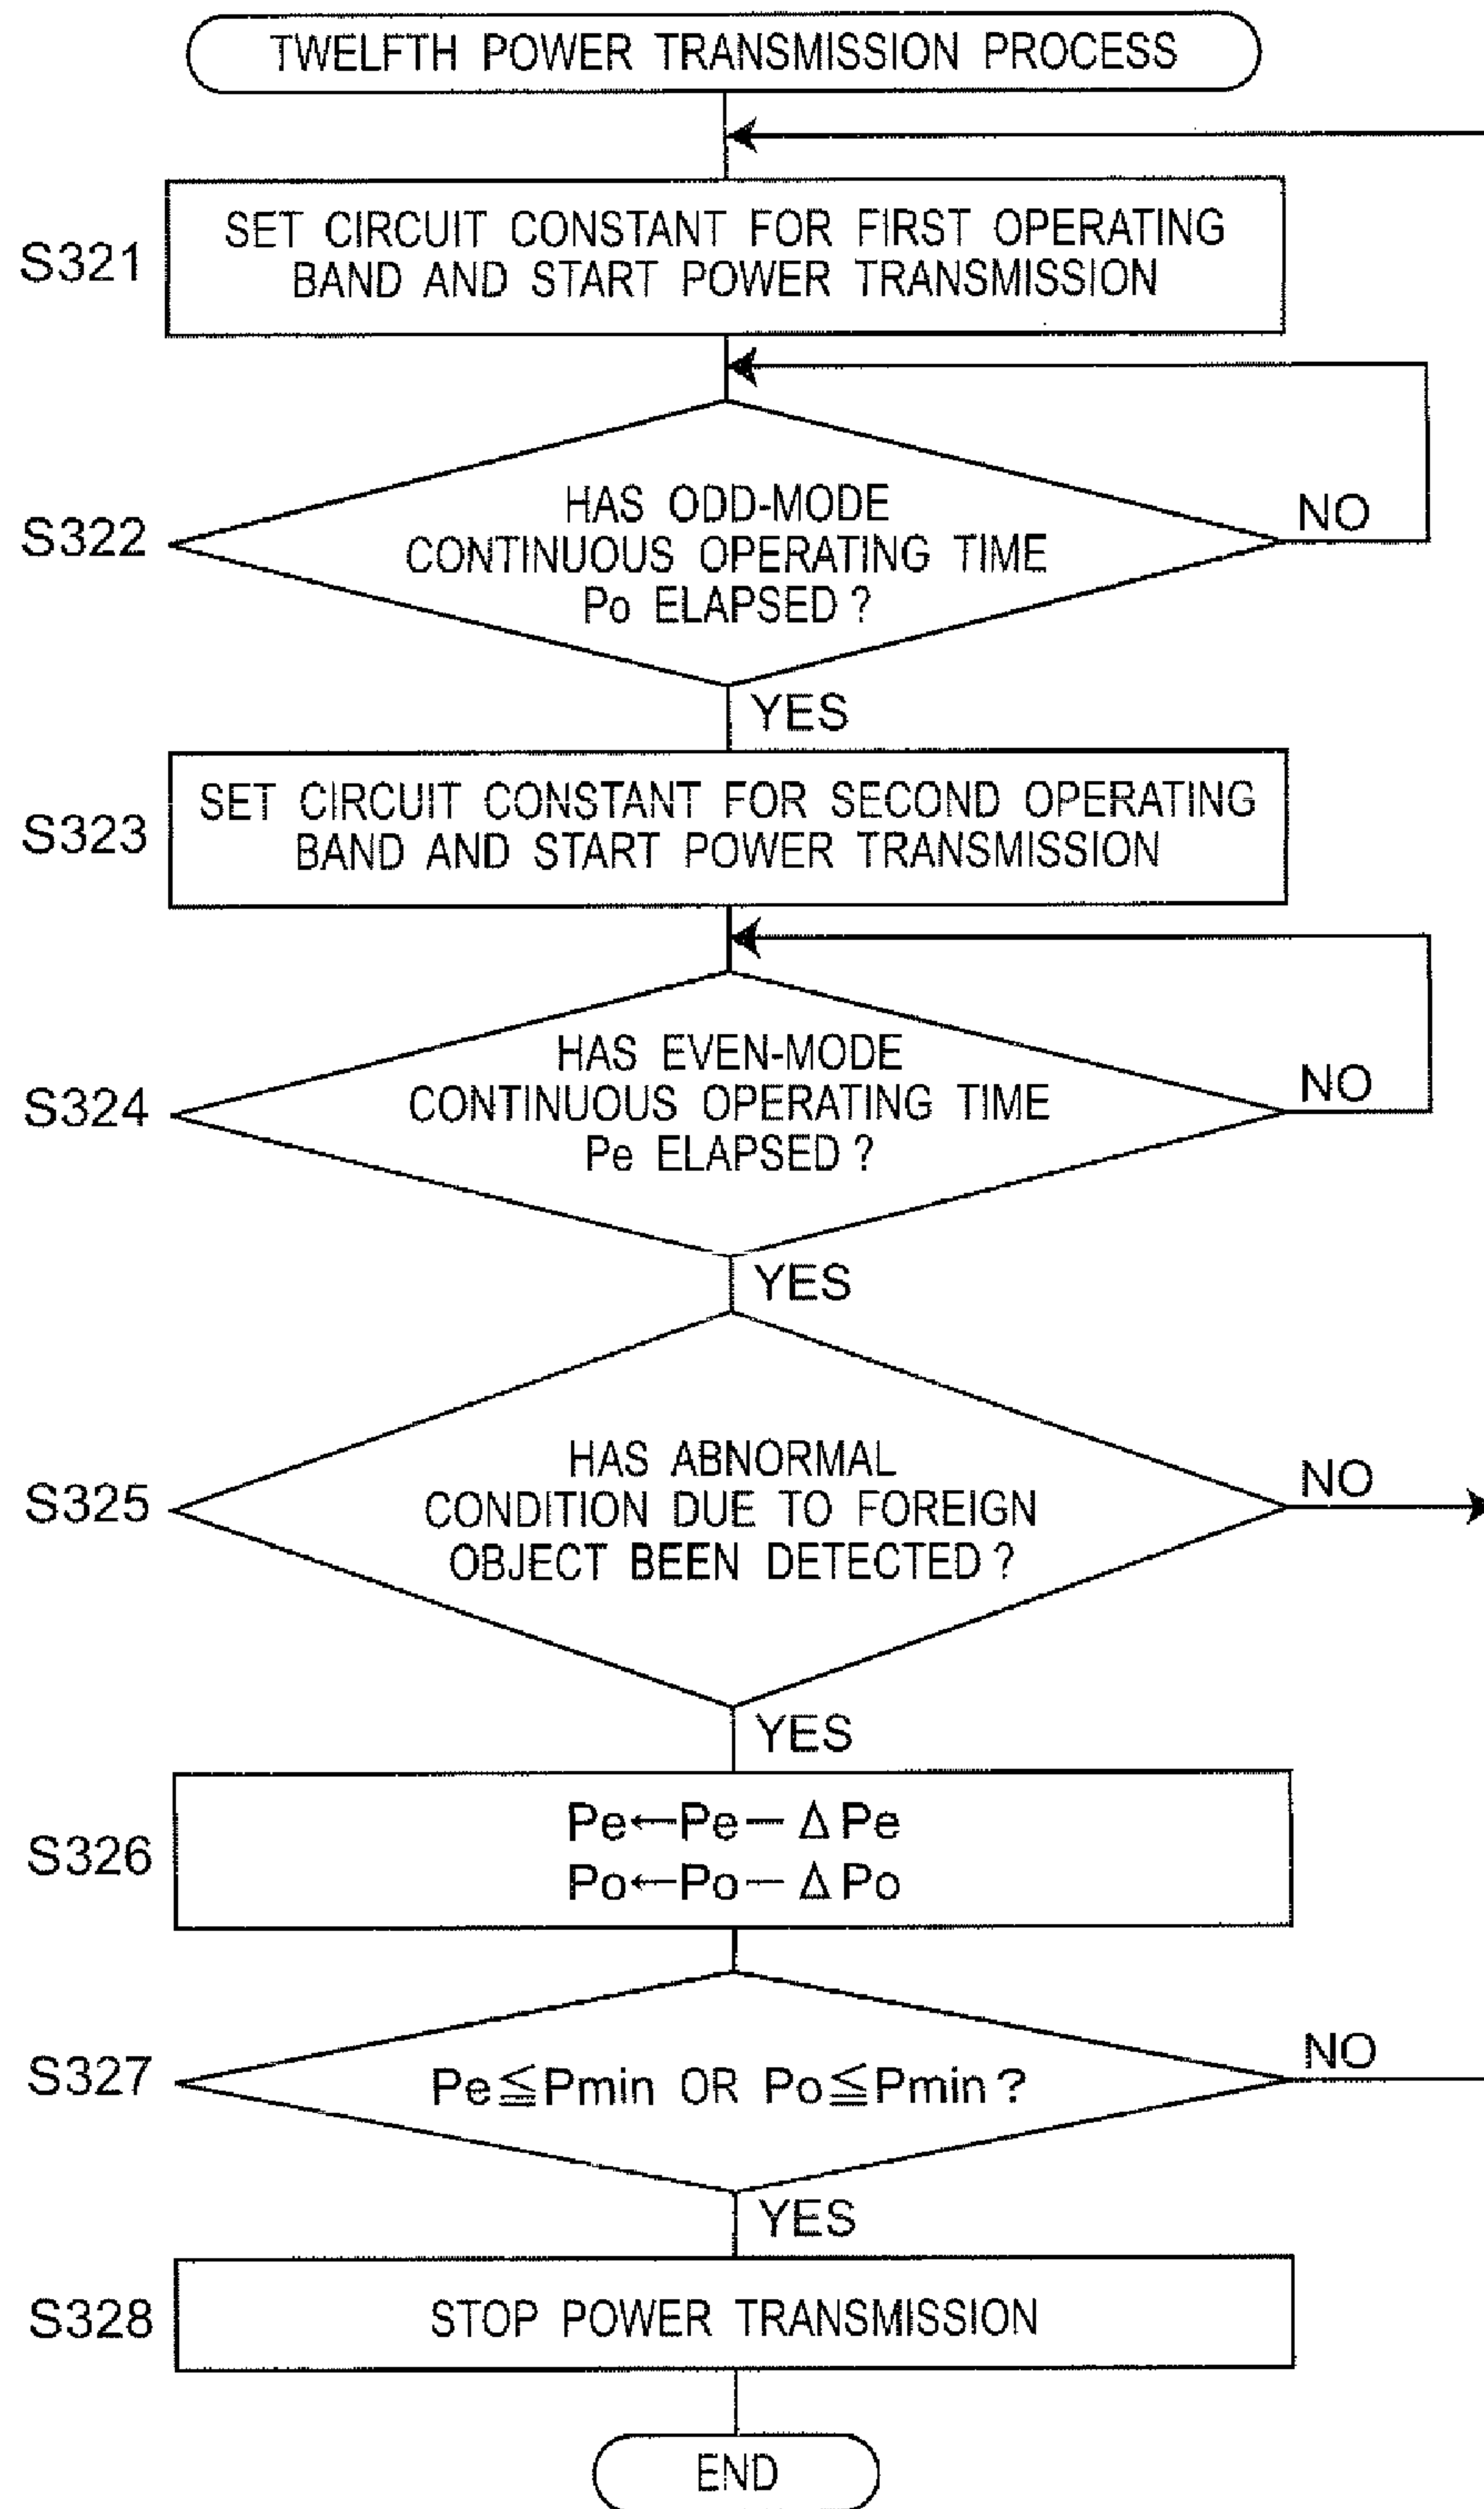 TWELFTH POWER TRANSMISSION PROCESS
S321
SET CIRCUIT CONSTANT FOR FIRST OPERATING
BAND AND START POWER TRANSMISSION
S322
HAS ODD-MODE
CONTINUOUS OPERATING TIME
Po ELAPSED?
NO
YES
S323
SET CIRCUIT CONSTANT FOR SECOND OPERATING
BAND AND START POWER TRANSMISSION
S324
HAS EVEN-MODE
CONTINUOUS OPERATING TIME
Pe ELAPSED?
NO
YES
S325
HAS ABNORMAL
CONDITION DUE TO FOREIGN
OBJECT BEEN DETECTED?
NO
YES
S326
Pe←Pe−ΔPe
Po←Po−ΔPo
S327
Pe≦Pmin OR Po≦Pmin?
NO
YES
S328
STOP POWER TRANSMISSION
END